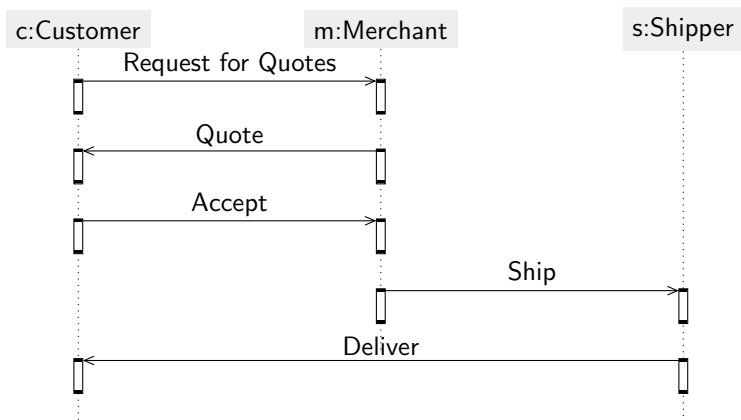 c:Customer
m:Merchant
s:Shipper
Request for Quotes
Quote
Accept
Ship
Deliver